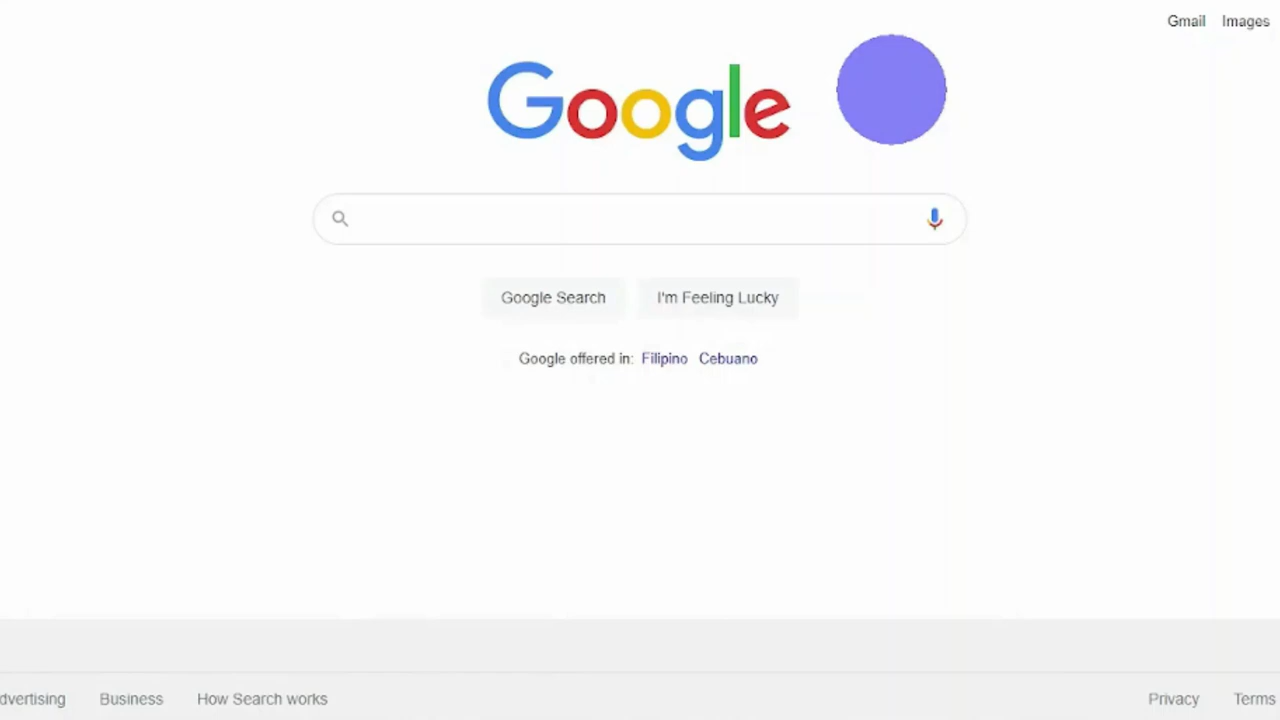 Gmail Images
Google
Google Search I'm Feeling Lucky
Google offered in: Filipino Cebuano
dvertising Business How Search works Privacy Terms